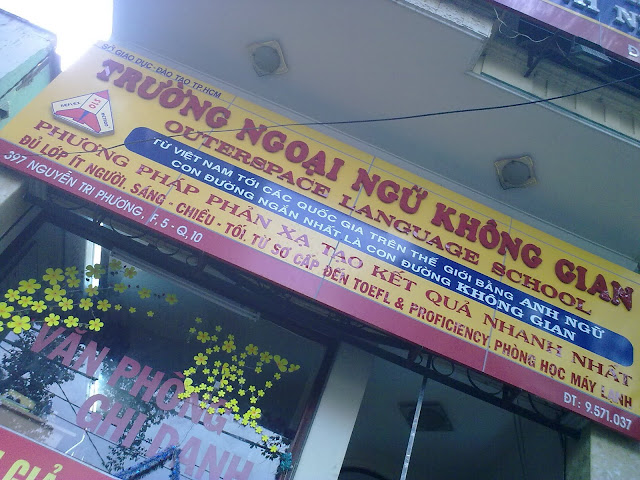 SỞ GIÁO DỤC - ĐÀO TẠO TP.HCM
TRƯỜNG NGOẠI NGỮ KHÔNG GIAN
OUTERSPACE LANGUAGE SCHOOL
TỪ VIỆT NAM TỚI CÁC QUỐC GIA TRÊN THẾ GIỚI BẰNG ANH NGỮ
CON ĐƯỜNG NGẮN NHẤT LÀ CON ĐƯỜNG KHÔNG GIAN
PHƯƠNG PHÁP PHẢN XẠ TẠO KẾT QUẢ NHANH NHẤT
ĐỦ LỚP ÍT NGƯỜI. SÁNG - CHIỀU - TỐI. TỪ SƠ CẤP ĐẾN TOEFL & PROFICIENCY PHÒNG HỌC MÁY LẠNH
397 NGUYỄN TRI PHƯƠNG, F, 5 - Q, 10
ĐT: 9.571.037
VĂN PHÒNG
GHI DANH